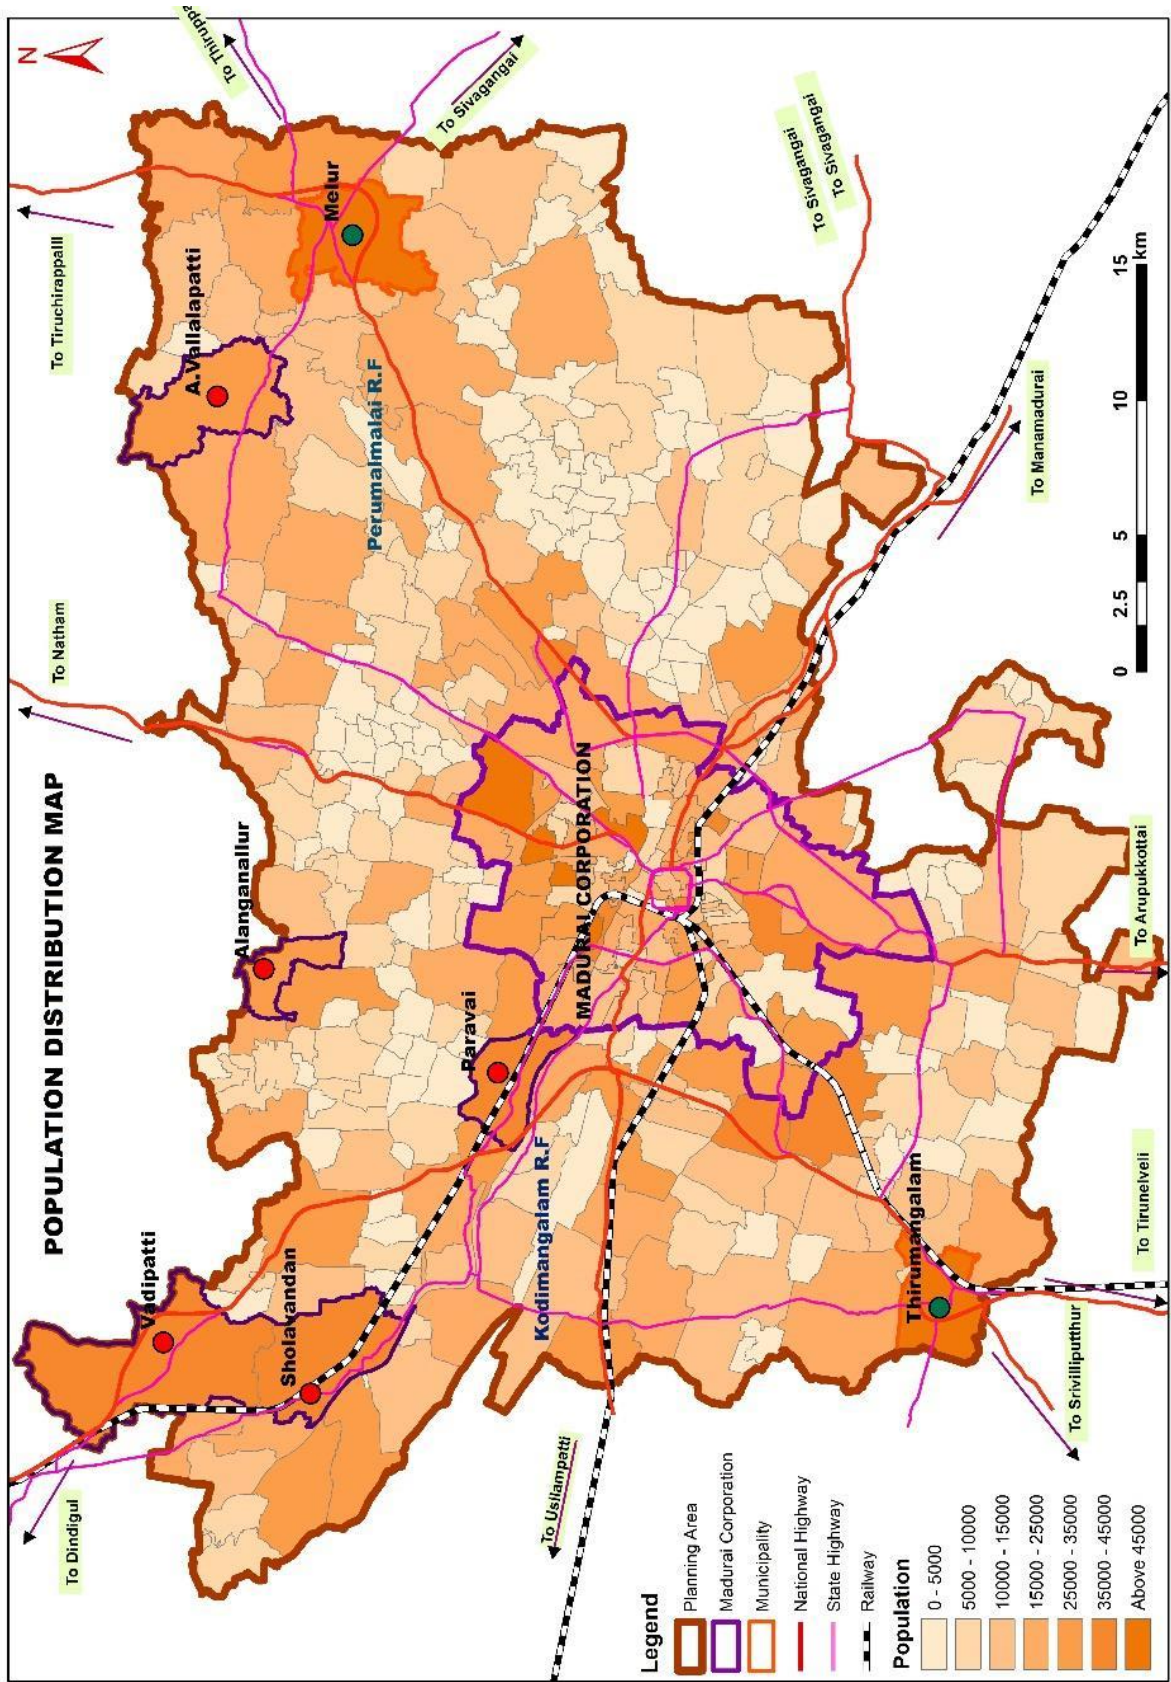 POPULATION DISTRIBUTION MAP
N
To Dindigul
Vadipatti
Sholavandan
Alanganallur
Paravai
To Natham
To Tiruchirappalli
A.Vallalapatti
Melur
To Sivagangai
Perumalmalai R.F
Kodimangalam R.F
MADURAI CORPORATION
To Sivagangai
To Sivagangai
To Usilampatti
Thirumangalam
To Manamadurai
To Srivilliputthur
To Tirunelveli
To Arupukkottai
0 2.5 5 10 15
km
Legend
Planning Area
Madurai Corporation
Municipality
National Highway
State Highway
Railway
Population
0 - 5000
5000 - 10000
10000 - 15000
15000 - 25000
25000 - 35000
35000 - 45000
Above 45000